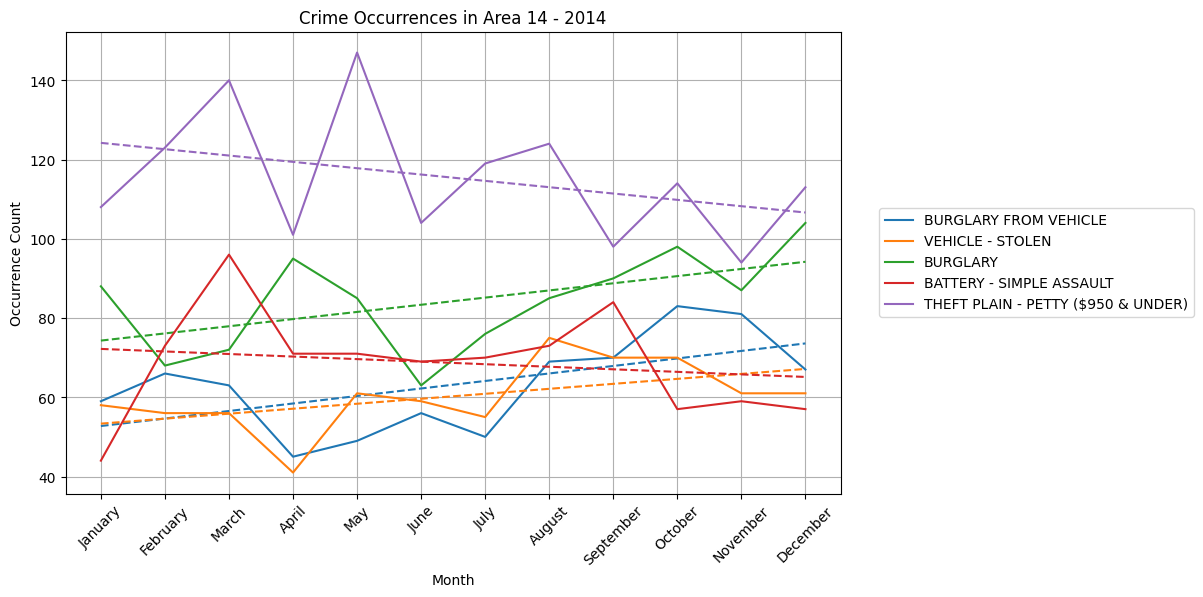 Crime Occurrences in Area 14 - 2014
Occurrence Count
140
120
100
80
60
40
January
February
March
April
May
June
July
August
September
October
November
December
Month
BURGLARY FROM VEHICLE
VEHICLE - STOLEN
BURGLARY
BATTERY - SIMPLE ASSAULT
THEFT PLAIN - PETTY ($950 & UNDER)